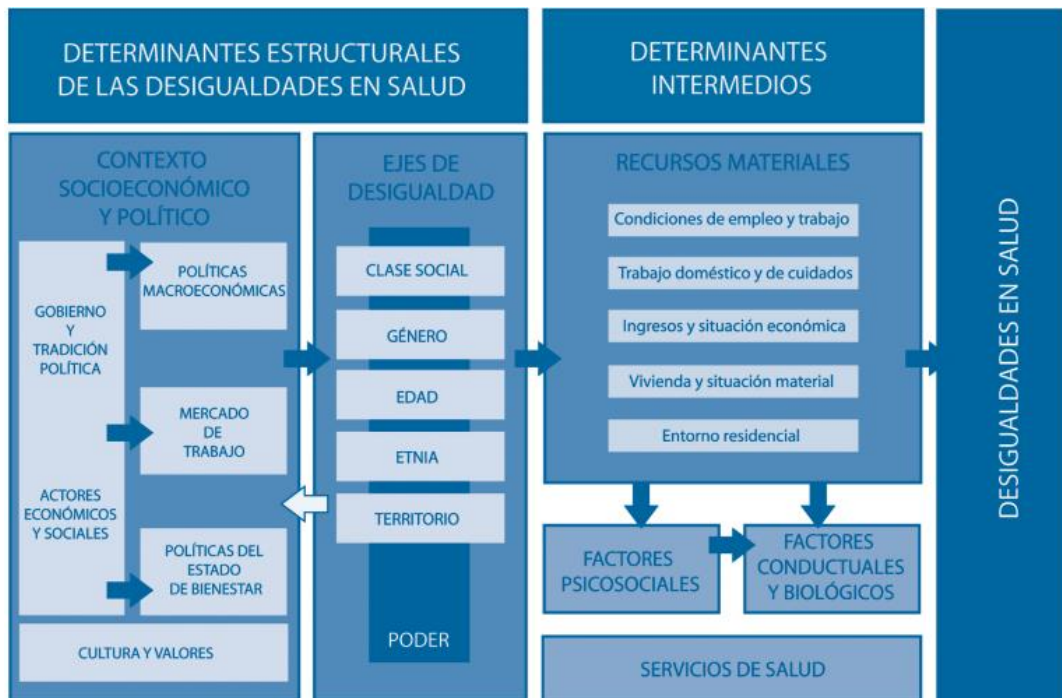 DETERMINANTES ESTRUCTURALES
DE LAS DESIGUALDADES EN SALUD
CONTEXTO
SOCIOECONÓMICO
Y POLÍTICO
GOBIERNO
Y
TRADICIÓN
POLÍTICA
ACTORES
ECONÓMICOS
Y SOCIALES
POLÍTICAS
MACROECONÓMICAS
MERCADO
DE
TRABAJO
POLÍTICAS DEL
ESTADO
DE BIENESTAR
CULTURA Y VALORES
EJES DE
DESIGUALDAD
CLASE SOCIAL
GÉNERO
EDAD
ETNIA
TERRITORIO
PODER
DETERMINANTES
INTERMEDIOS
RECURSOS MATERIALES
Condiciones de empleo y trabajo
Trabajo doméstico y de cuidados
Ingresos y situación económica
Vivienda y situación material
Entorno residencial
FACTORES
PSICOSOCIALES
FACTORES
CONDUCTUALES
Y BIOLÓGICOS
SERVICIOS DE SALUD
DESIGUALDADES EN SALUD